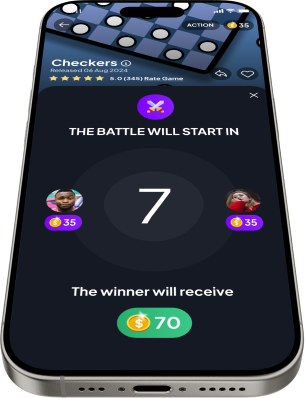 ACTION 35
Checkers
Released 06 Aug 2024
5.0 (345) Rate Game
THE BATTLE WILL START IN
7
35
35
The winner will receive
70